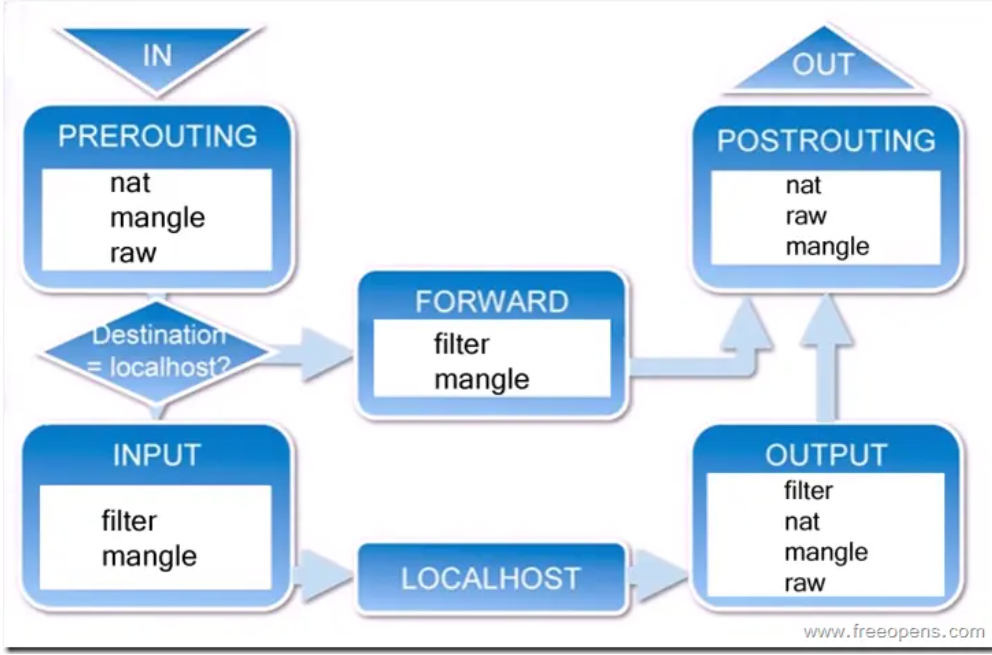 IN
PREROUTING
nat
mangle
raw
Destination
= localhost?
INPUT
filter
mangle
FORWARD
filter
mangle
LOCALHOST
OUT
POSTROUTING
nat
raw
mangle
OUTPUT
filter
nat
mangle
raw
www.freeopens.com